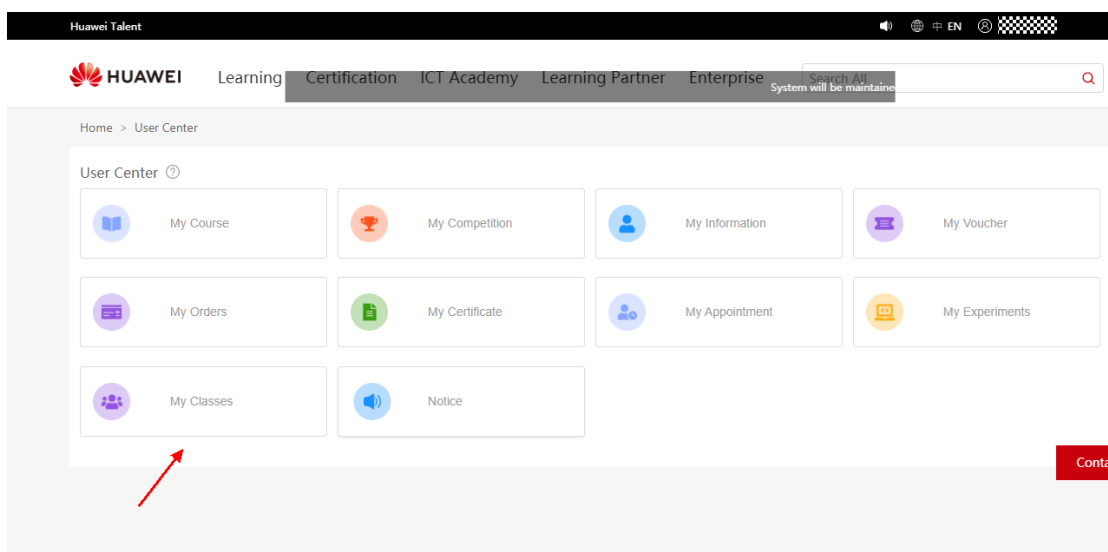 Huawei Talent
中 EN
HUAWEI
Learning Certification ICT Academy Learning Partner Enterprise
Search All
System will be maintaine
Home > User Center
User Center
My Course
My Competition
My Information
My Voucher
My Orders
My Certificate
My Appointment
My Experiments
My Classes
Notice
Conta